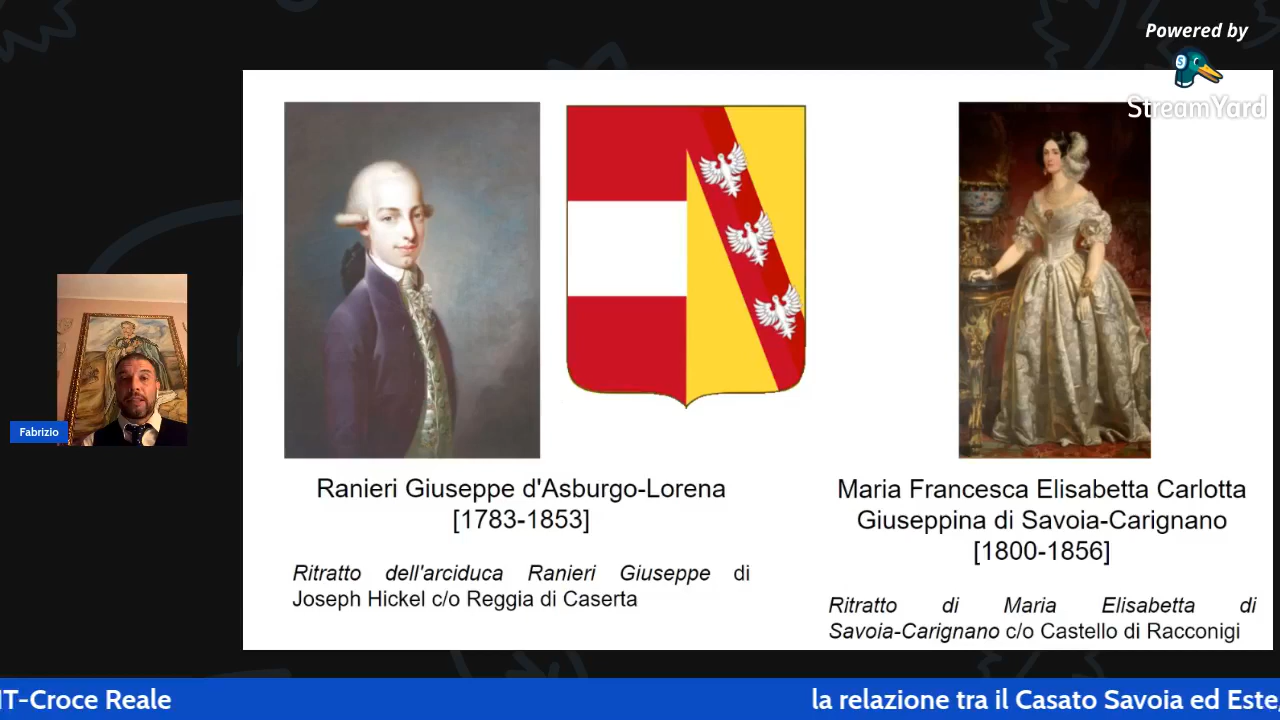 Powered by
StreamYard
Ranieri Giuseppe d'Asburgo-Lorena
[1783-1853]
Ritratto dell'arciduca Ranieri Giuseppe di
Joseph Hickel c/o Reggia di Caserta
Maria Francesca Elisabetta Carlotta
Giuseppina di Savoia-Carignano
[1800-1856]
Ritratto di Maria Elisabetta di
Savoia-Carignano c/o Castello di Racconigi
Fabrizio
IT-Croce Reale la relazione tra il Casato Savoia ed Este,